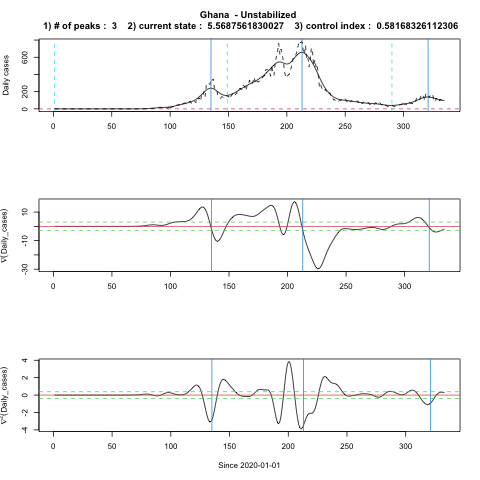 Ghana - Unstabilized
1) # of peaks : 3 2) current state : 5.5687561830027 3) control index : 0.58168326112306
Daily cases
0 200 600
0 50 100 150 200 250 300
∇(Daily_cases)
-30 -10 10
0 50 100 150 200 250 300
∇²(Daily_cases)
-4 -2 0 2 4
0 50 100 150 200 250 300
Since 2020-01-01